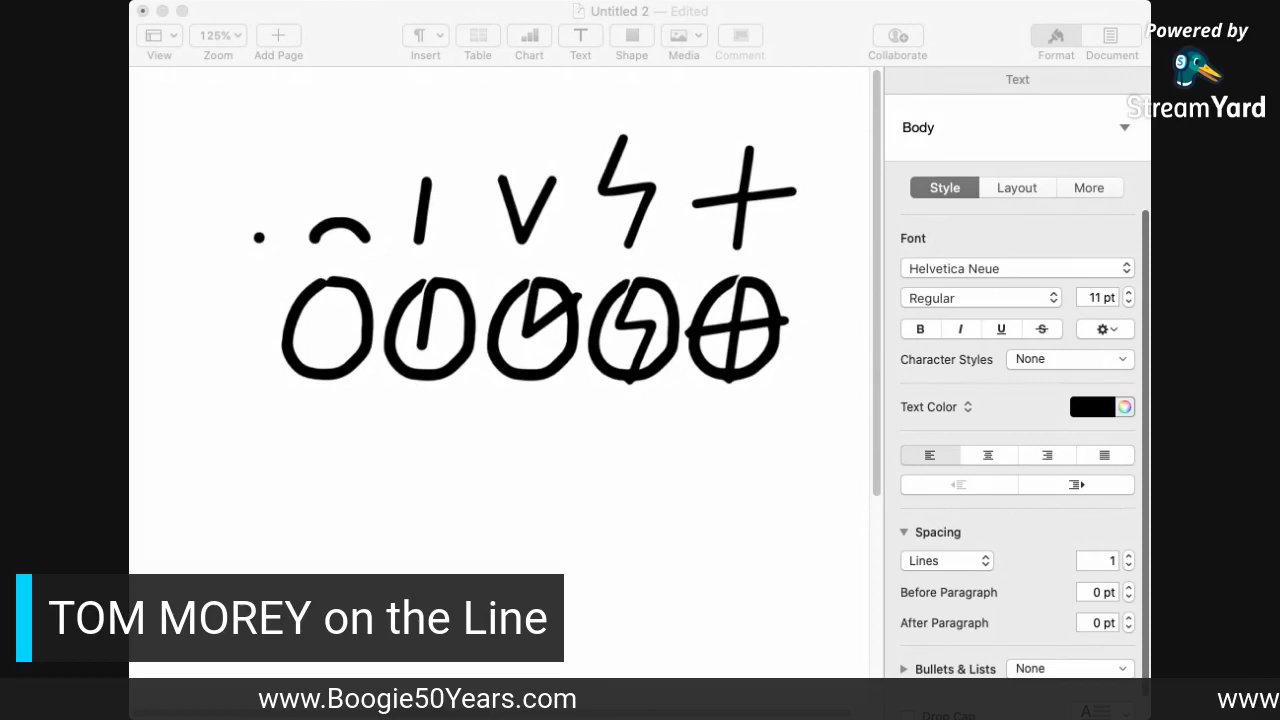 Untitled 2 — Edited
125%
View Zoom Add Page Insert Table Chart Text Shape Media Comment Collaborate Format Document
Powered by
StreamYard
Text
Body
Style Layout More
Font
Helvetica Neue
Regular 11 pt
B I U S
Character Styles None
Text Color
Spacing
Lines 1
Before Paragraph 0 pt
After Paragraph 0 pt
Bullets & Lists None
Drop Cap
TOM MOREY on the Line
www.Boogie50Years.com www